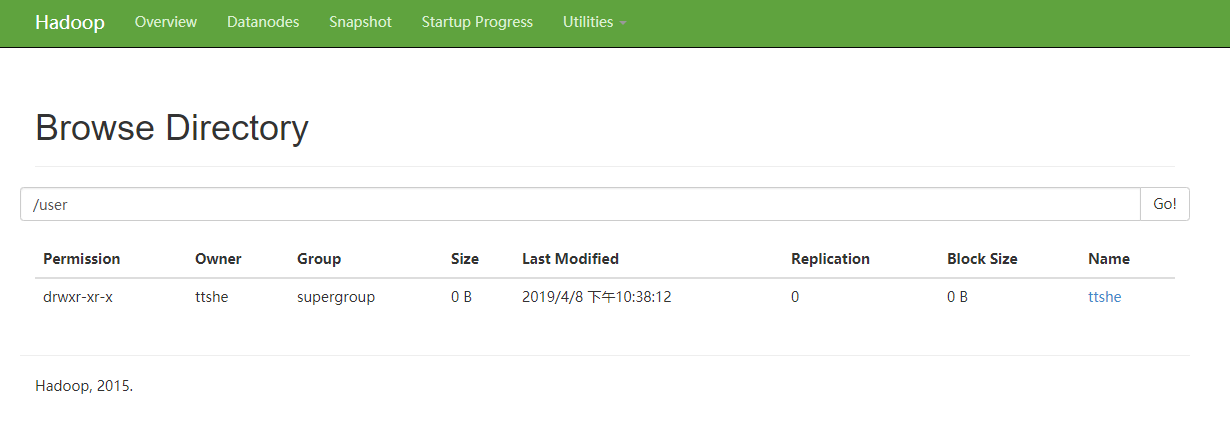 Hadoop Overview Datanodes Snapshot Startup Progress Utilities
Browse Directory
/user Go!
Permission Owner Group Size Last Modified Replication Block Size Name
drwxr-xr-x ttshe supergroup 0 B 2019/4/8 下午10:38:12 0 0 B ttshe
Hadoop, 2015.